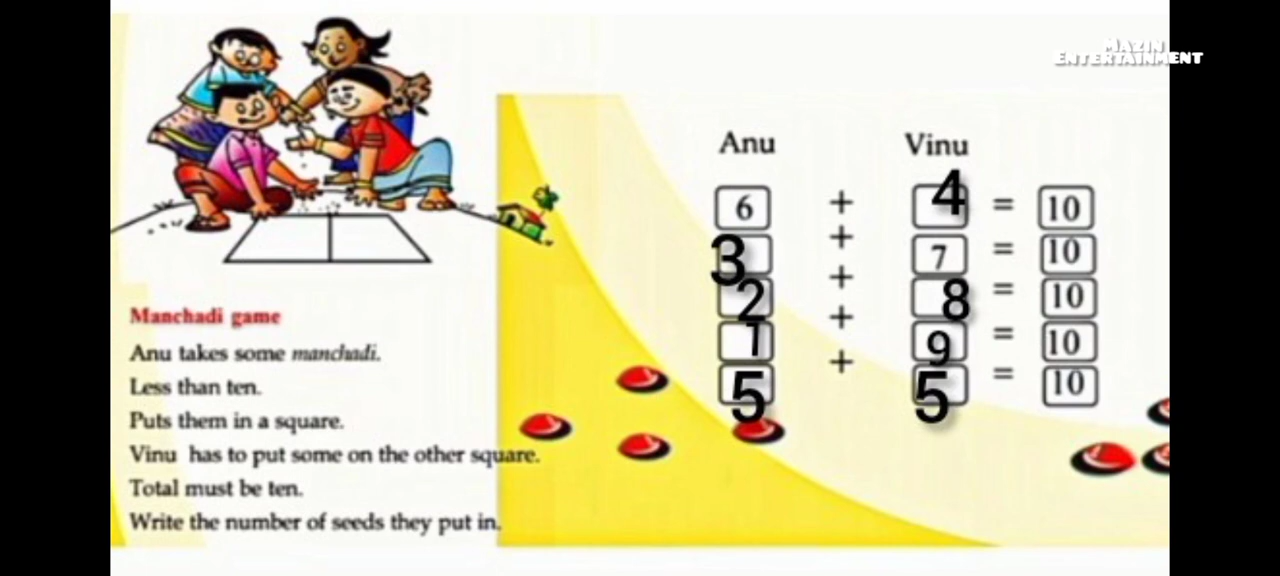 Mazin
Entertainment
Anu Vinu
6 + 4 = 10
3 + 7 = 10
2 + 8 = 10
1 + 9 = 10
5 + 5 = 10
Manchadi game
Anu takes some manchadi.
Less than ten.
Puts them in a square.
Vinu has to put some on the other square.
Total must be ten.
Write the number of seeds they put in.